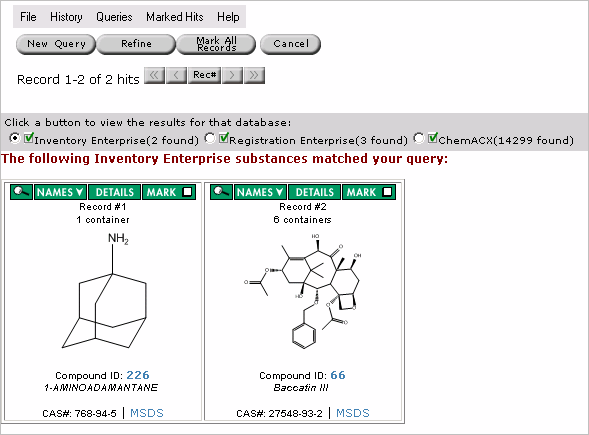 File History Queries Marked Hits Help
New Query Refine Mark All Records Cancel
Record 1-2 of 2 hits Rec#
Click a button to view the results for that database:
Inventory Enterprise(2 found) Registration Enterprise(3 found) ChemACX(14299 found)
The following Inventory Enterprise substances matched your query:
NAMES DETAILS MARK NAMES DETAILS MARK
Record #1
1 container
NH2
Compound ID: 226
1-AMINOADAMANTANE
CAS#: 768-94-5 | MSDS
Record #2
6 containers
HO
O
OH
O
O
HO
O
O
O
O
Compound ID: 66
Baccatin III
CAS#: 27548-93-2 | MSDS